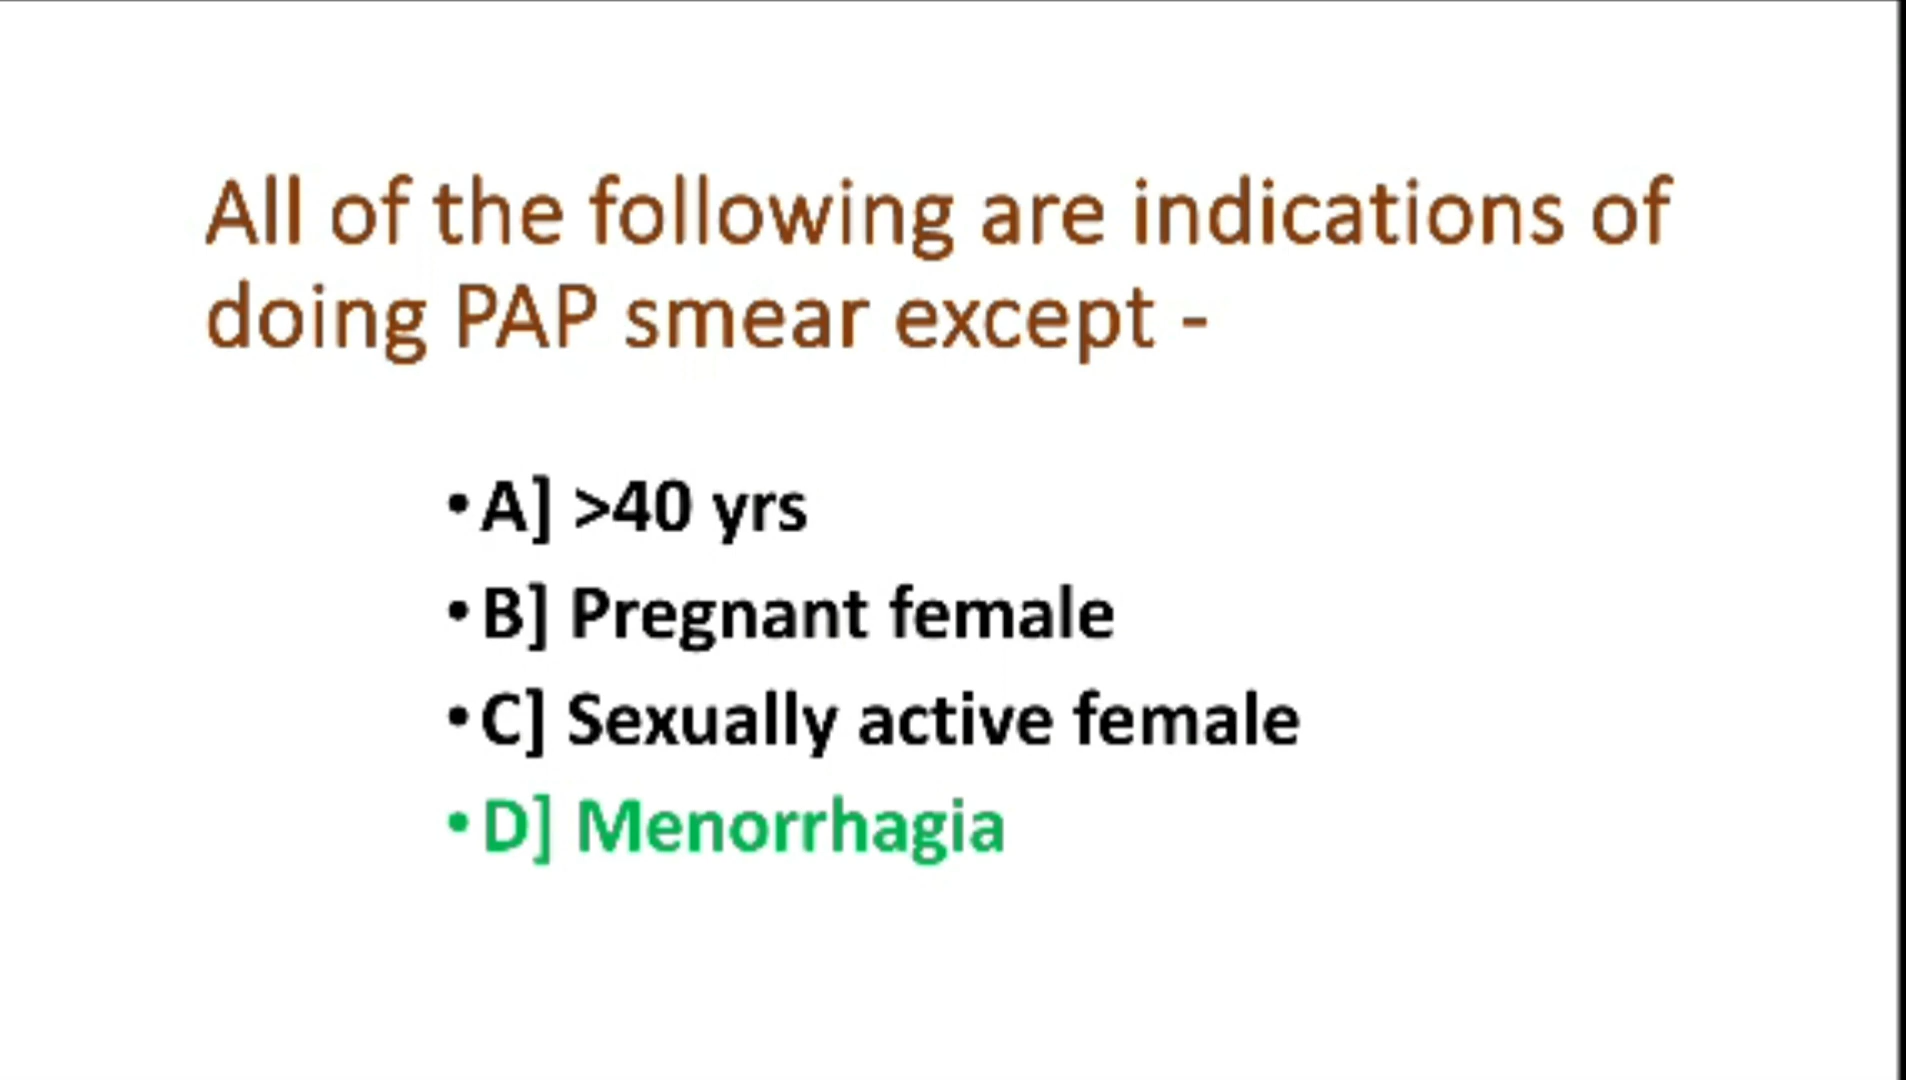 All of the following are indications of
doing PAP smear except -
• A] >40 yrs
• B] Pregnant female
• C] Sexually active female
• D] Menorrhagia